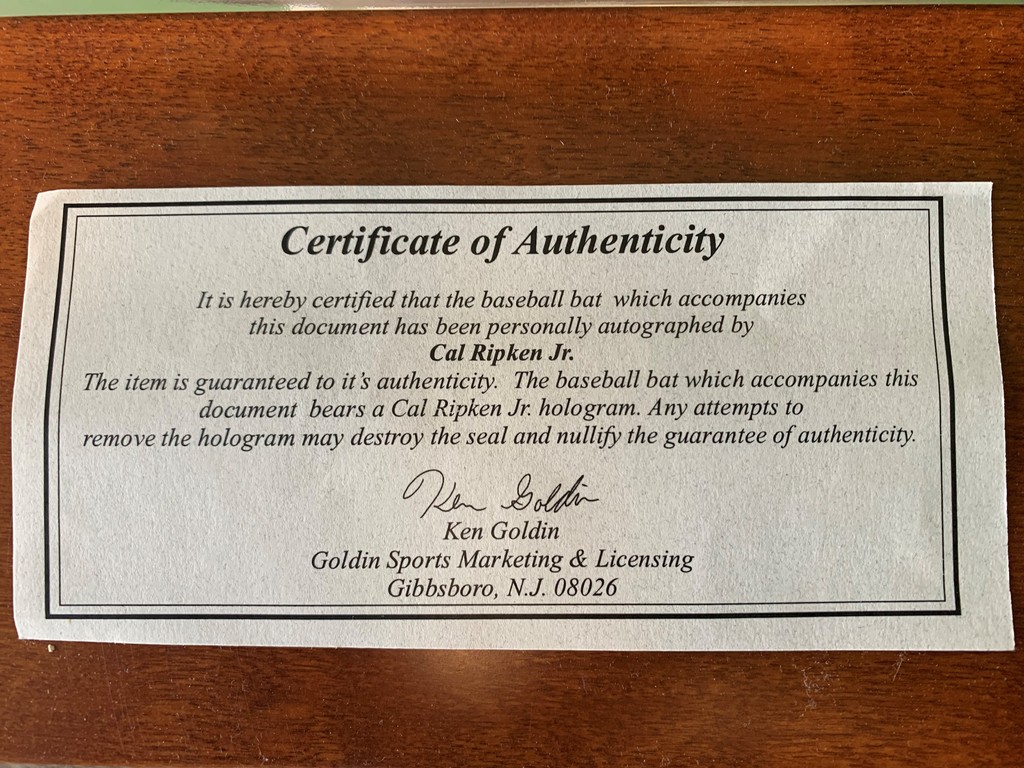 Certificate of Authenticity
It is hereby certified that the baseball bat which accompanies
this document has been personally autographed by
Cal Ripken Jr.
The item is guaranteed to it's authenticity. The baseball bat which accompanies this
document bears a Cal Ripken Jr. hologram. Any attempts to
remove the hologram may destroy the seal and nullify the guarantee of authenticity.
Ken Goldin
Ken Goldin
Goldin Sports Marketing & Licensing
Gibbsboro, N.J. 08026